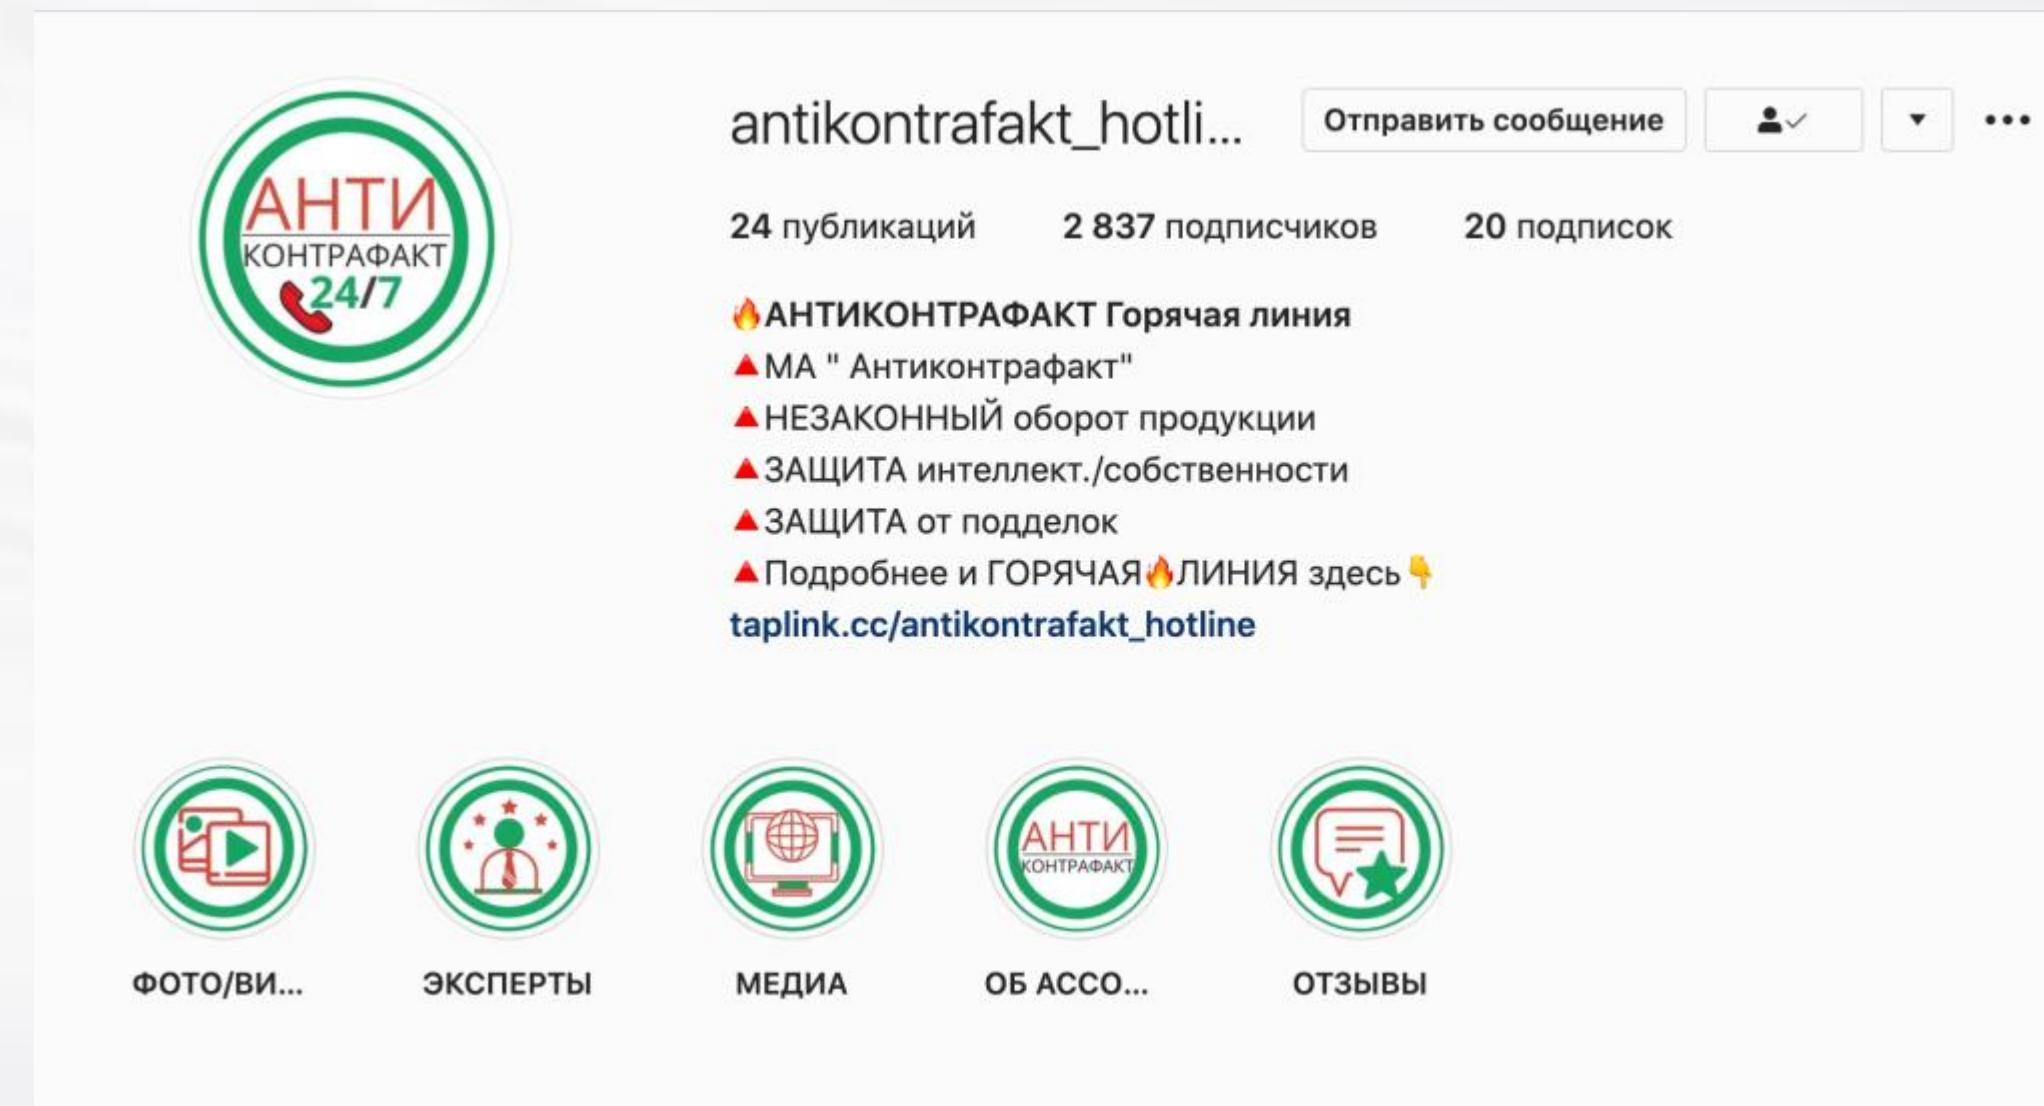 АНТИ
КОНТРАФАКТ
24/7
antikontrafakt_hotli...
Отправить сообщение
24 публикаций 2 837 подписчиков 20 подписок
🔥АНТИКОНТРАФАКТ Горячая линия
🔺МА " Антиконтрафакт"
🔺НЕЗАКОННЫЙ оборот продукции
🔺ЗАЩИТА интеллект./собственности
🔺ЗАЩИТА от подделок
🔺Подробнее и ГОРЯЧАЯ🔥ЛИНИЯ здесь👇
taplink.cc/antikontrafakt_hotline
АНТИ
КОНТРАФАКТ
ФОТО/ВИ... ЭКСПЕРТЫ МЕДИА ОБ АССО... ОТЗЫВЫ